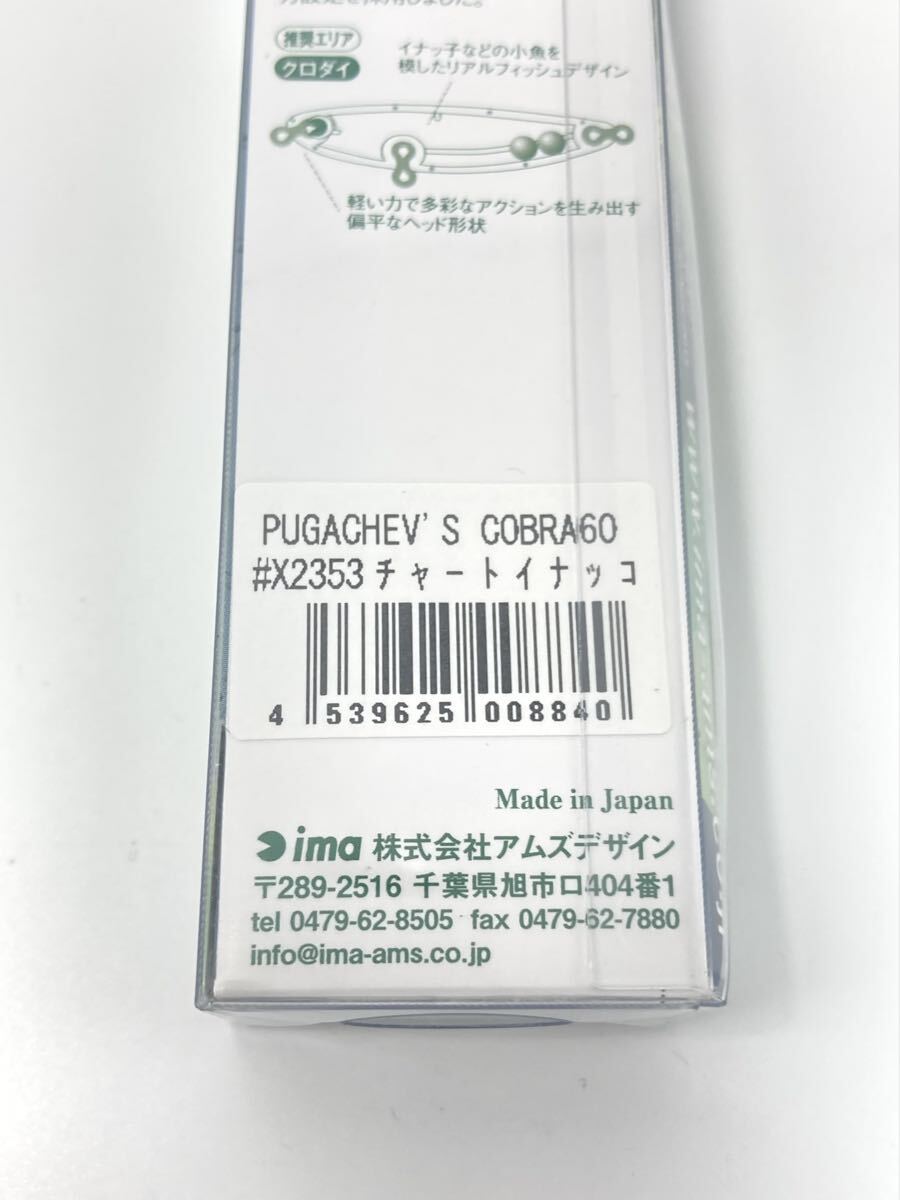 推奨エリア
クロダイ
イナッ子などの小魚を
模したリアルフィッシュデザイン
軽い力で多彩なアクションを生み出す
偏平なヘッド形状
PUGACHEV'S COBRA60
#X2353チャートイナッコ
4 539625 008840
Made in Japan
ima 株式会社アムズデザイン
〒289-2516 千葉県旭市ロ404番1
tel 0479-62-8505 fax 0479-62-7880
info@ima-ams.co.jp